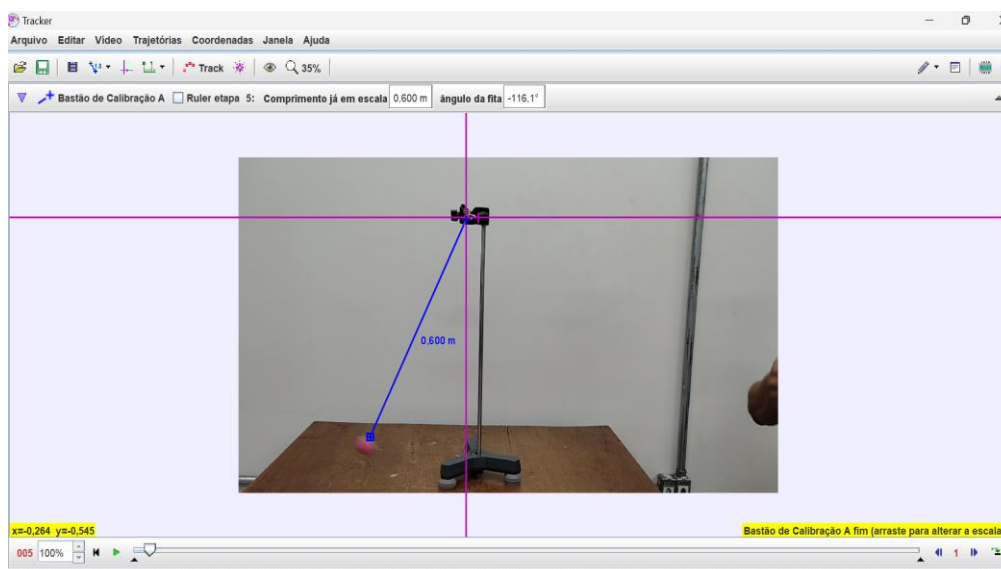 Tracker
Arquivo Editar Vídeo Trajetórias Coordenadas Janela Ajuda
Track 35%
Bastão de Calibração A Ruler etapa 5: Comprimento já em escala 0,600 m ângulo da fita -116,1°
0,600 m
x=-0,264 y=-0,545 Bastão de Calibração A fim (arraste para alterar a escala
005 100% 1